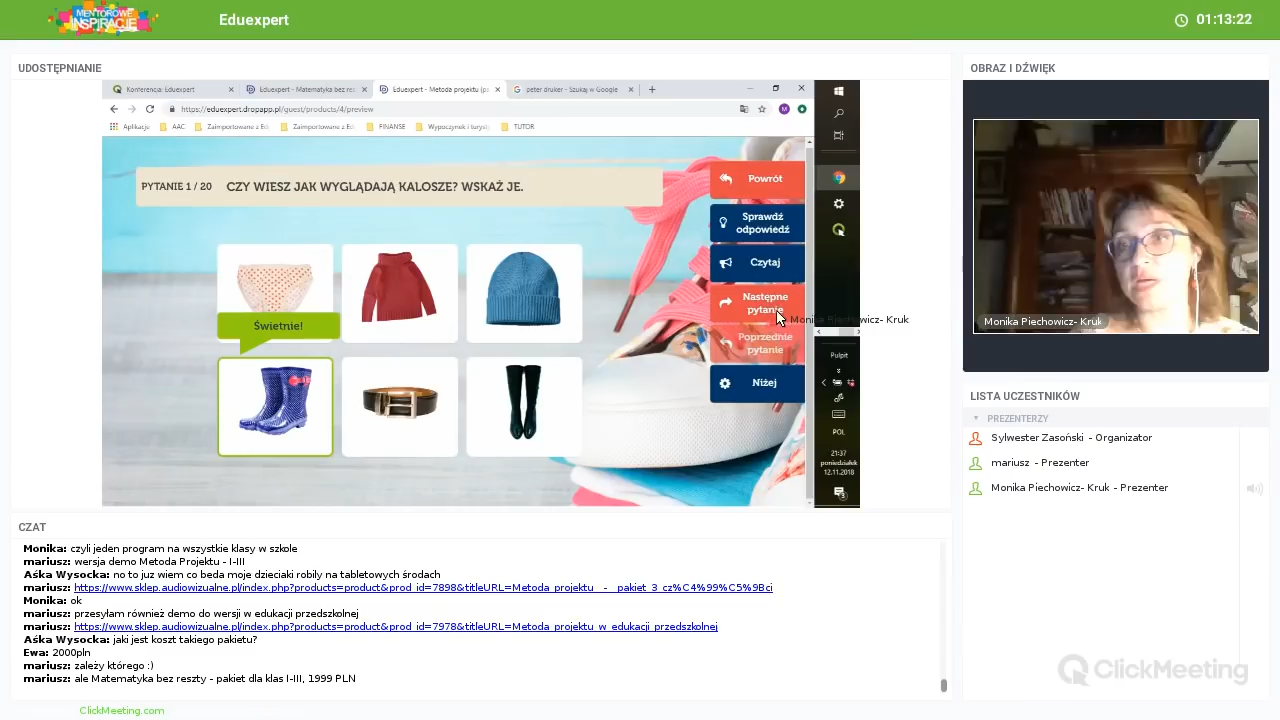 MENTOROWE
INSPIRACJE
Eduexpert
01:13:22
UDOSTĘPNIANIE
Konferencja: Eduexpert
Eduexpert - Matematyka bez res
Eduexpert - Metoda projektu (pa
peter druker - Szukaj w Google
https://eduexpert.dropapp.pl/guest/products/4/preview
M
Aplikacje
AAC
Zaimportowane z Ed
Zaimportowane z Ed
FINANSE
Wypoczynek i turyst
TUTOR
PYTANIE 1 / 20 CZY WIESZ JAK WYGLĄDAJĄ KALOSZE? WSKAŻ JE.
Świetnie!
Powrót
Sprawdź
odpowiedź
Czytaj
Następne
pytanie
Poprzednie
pytanie
Niżej
Monika Piechowicz- Kruk
Pulpit
POL
21:37
poniedziałek
12.11.2018
3
OBRAZ I DŹWIĘK
Monika Piechowicz- Kruk
LISTA UCZESTNIKÓW
PREZENTERZY
Sylwester Zasoński - Organizator
mariusz - Prezenter
Monika Piechowicz- Kruk - Prezenter
CZAT
Monika: czyli jeden program na wszystkie klasy w szkole
mariusz: wersja demo Metoda Projektu - I-III
Aśka Wysocka: no to juz wiem co beda moje dzieciaki robily na tabletowych środach
mariusz: https://www.sklep.audiowizualne.pl/index.php?products=product&prod_id=7898&titleURL=Metoda_projektu_-_pakiet_3_cz%C4%99%C5%9Bci
Monika: ok
mariusz: przesyłam również demo do wersji w edukacji przedszkolnej
mariusz: https://www.sklep.audiowizualne.pl/index.php?products=product&prod_id=7978&titleURL=Metoda_projektu_w_edukacji_przedszkolnej
Aśka Wysocka: jaki jest koszt takiego pakietu?
Ewa: 2000pln
mariusz: zależy którego :)
mariusz: ale Matematyka bez reszty - pakiet dla klas I-III, 1999 PLN
ClickMeeting
ClickMeeting.com